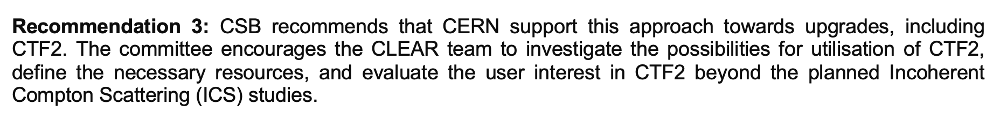 Recommendation 3: CSB recommends that CERN support this approach towards upgrades, including
CTF2. The committee encourages the CLEAR team to investigate the possibilities for utilisation of CTF2,
define the necessary resources, and evaluate the user interest in CTF2 beyond the planned Incoherent
Compton Scattering (ICS) studies.